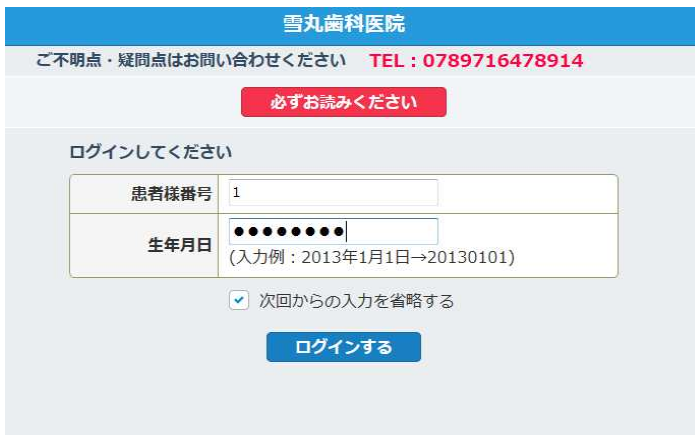 雪丸歯科医院
ご不明点・疑問点はお問い合わせください TEL：0789716478914
必ずお読みください
ログインしてください
患者様番号 1
生年月日 ●●●●●●●●
(入力例：2013年1月1日→20130101)
次回からの入力を省略する
ログインする